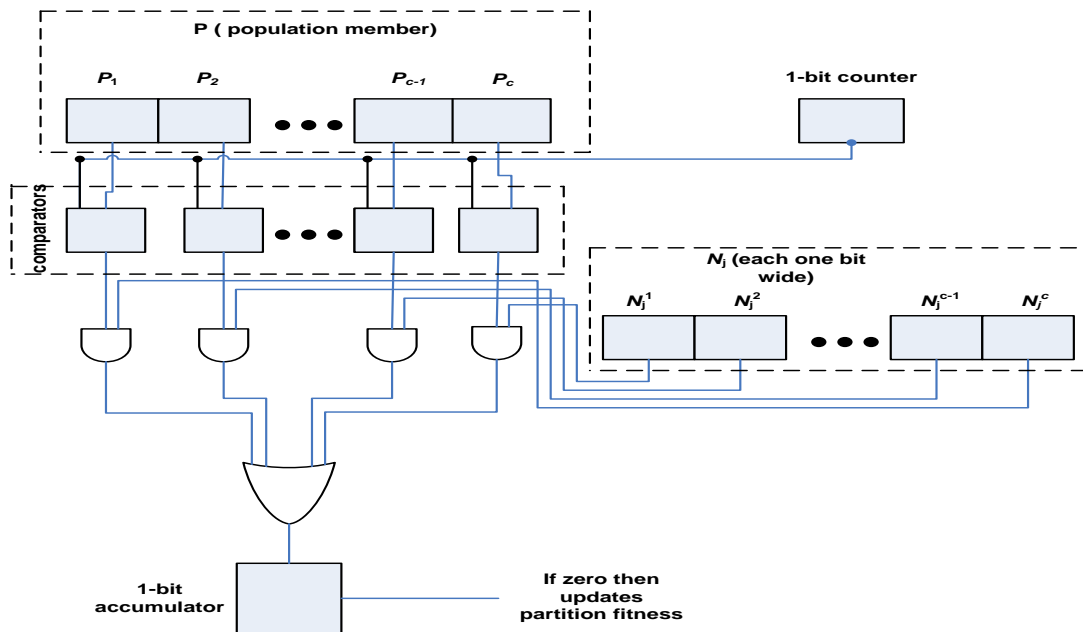 P ( population member)
P1 P2 Pc-1 Pc
1-bit counter
comparators
Nj (each one bit
wide)
Nj1 Nj2 Njc-1 Njc
1-bit
accumulator
If zero then
updates
partition fitness